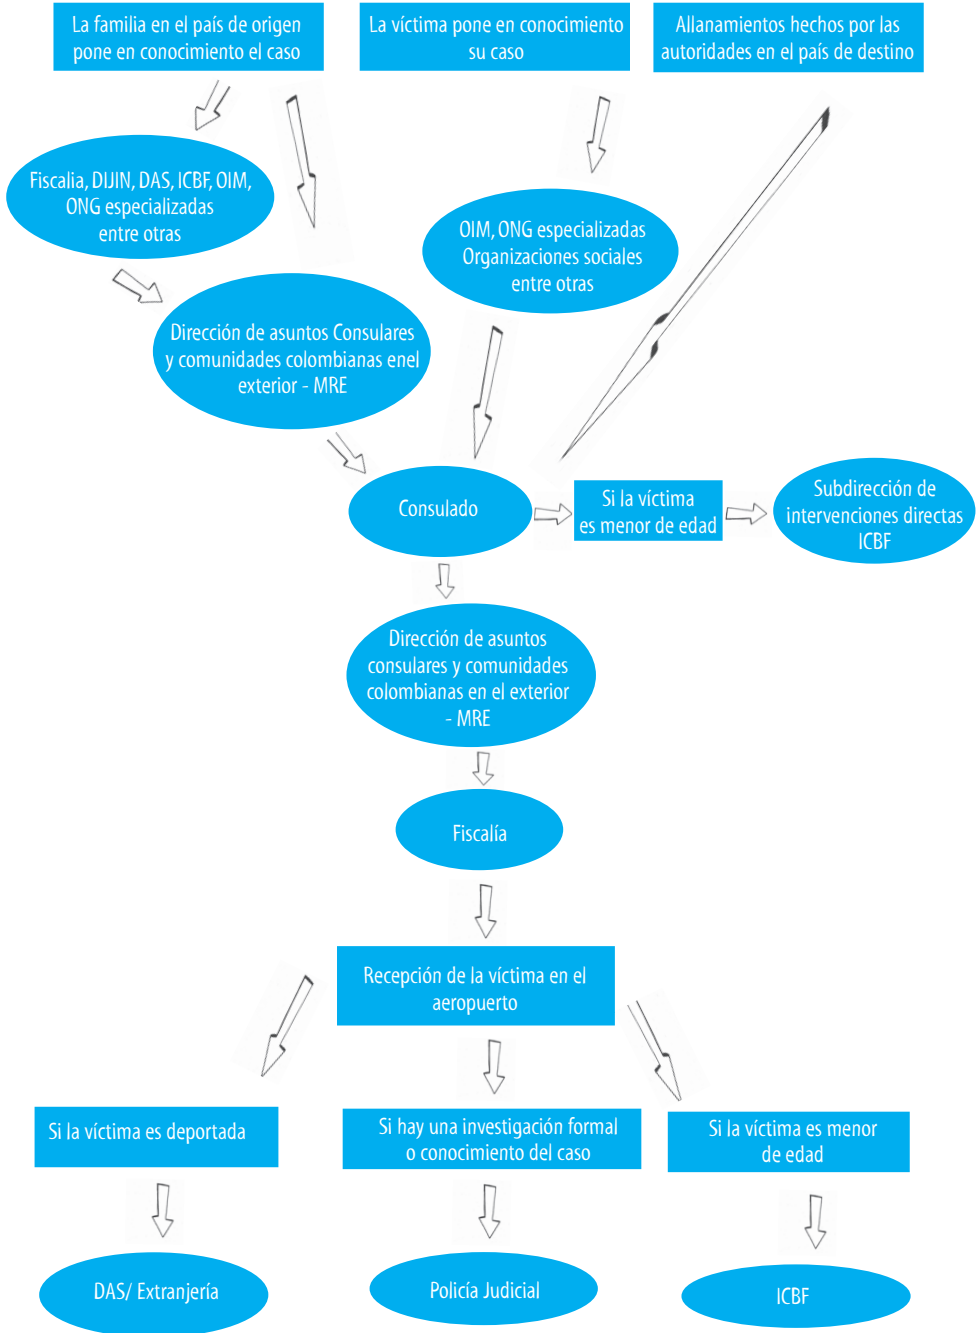 La familia en el país de origen
pone en conocimiento el caso
La víctima pone en conocimiento
su caso
Allanamientos hechos por las
autoridades en el país de destino
Fiscalia, DIJIN, DAS, ICBF, OIM,
ONG especializadas
entre otras
OIM, ONG especializadas
Organizaciones sociales
entre otras
Dirección de asuntos Consulares
y comunidades colombianas enel
exterior - MRE
Consulado
Si la víctima
es menor de edad
Subdirección de
intervenciones directas
ICBF
Dirección de asuntos
consulares y comunidades
colombianas en el exterior
- MRE
Fiscalía
Recepción de la víctima en el
aeropuerto
Si la víctima es deportada
Si hay una investigación formal
o conocimiento del caso
Si la víctima es menor
de edad
DAS/ Extranjería
Policía Judicial
ICBF